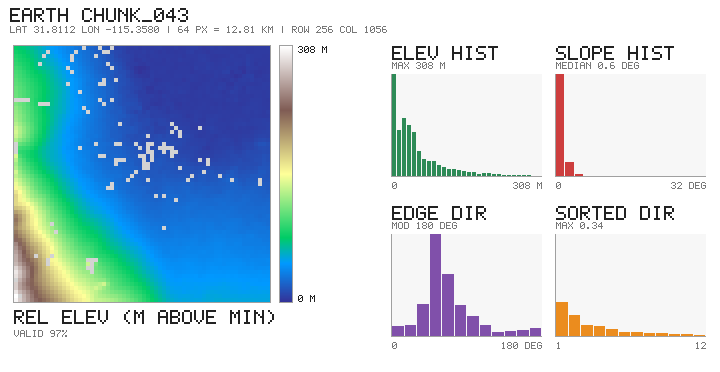 EARTH CHUNK_043
LAT 31.8112 LON -115.3580 | 64 PX = 12.81 KM | ROW 256 COL 1056
308 M
0 M
REL ELEV (M ABOVE MIN)
VALID 97%
ELEV HIST
MAX 308 M
0 308 M
SLOPE HIST
MEDIAN 0.6 DEG
0 32 DEG
EDGE DIR
MOD 180 DEG
0 180 DEG
SORTED DIR
MAX 0.34
1 12